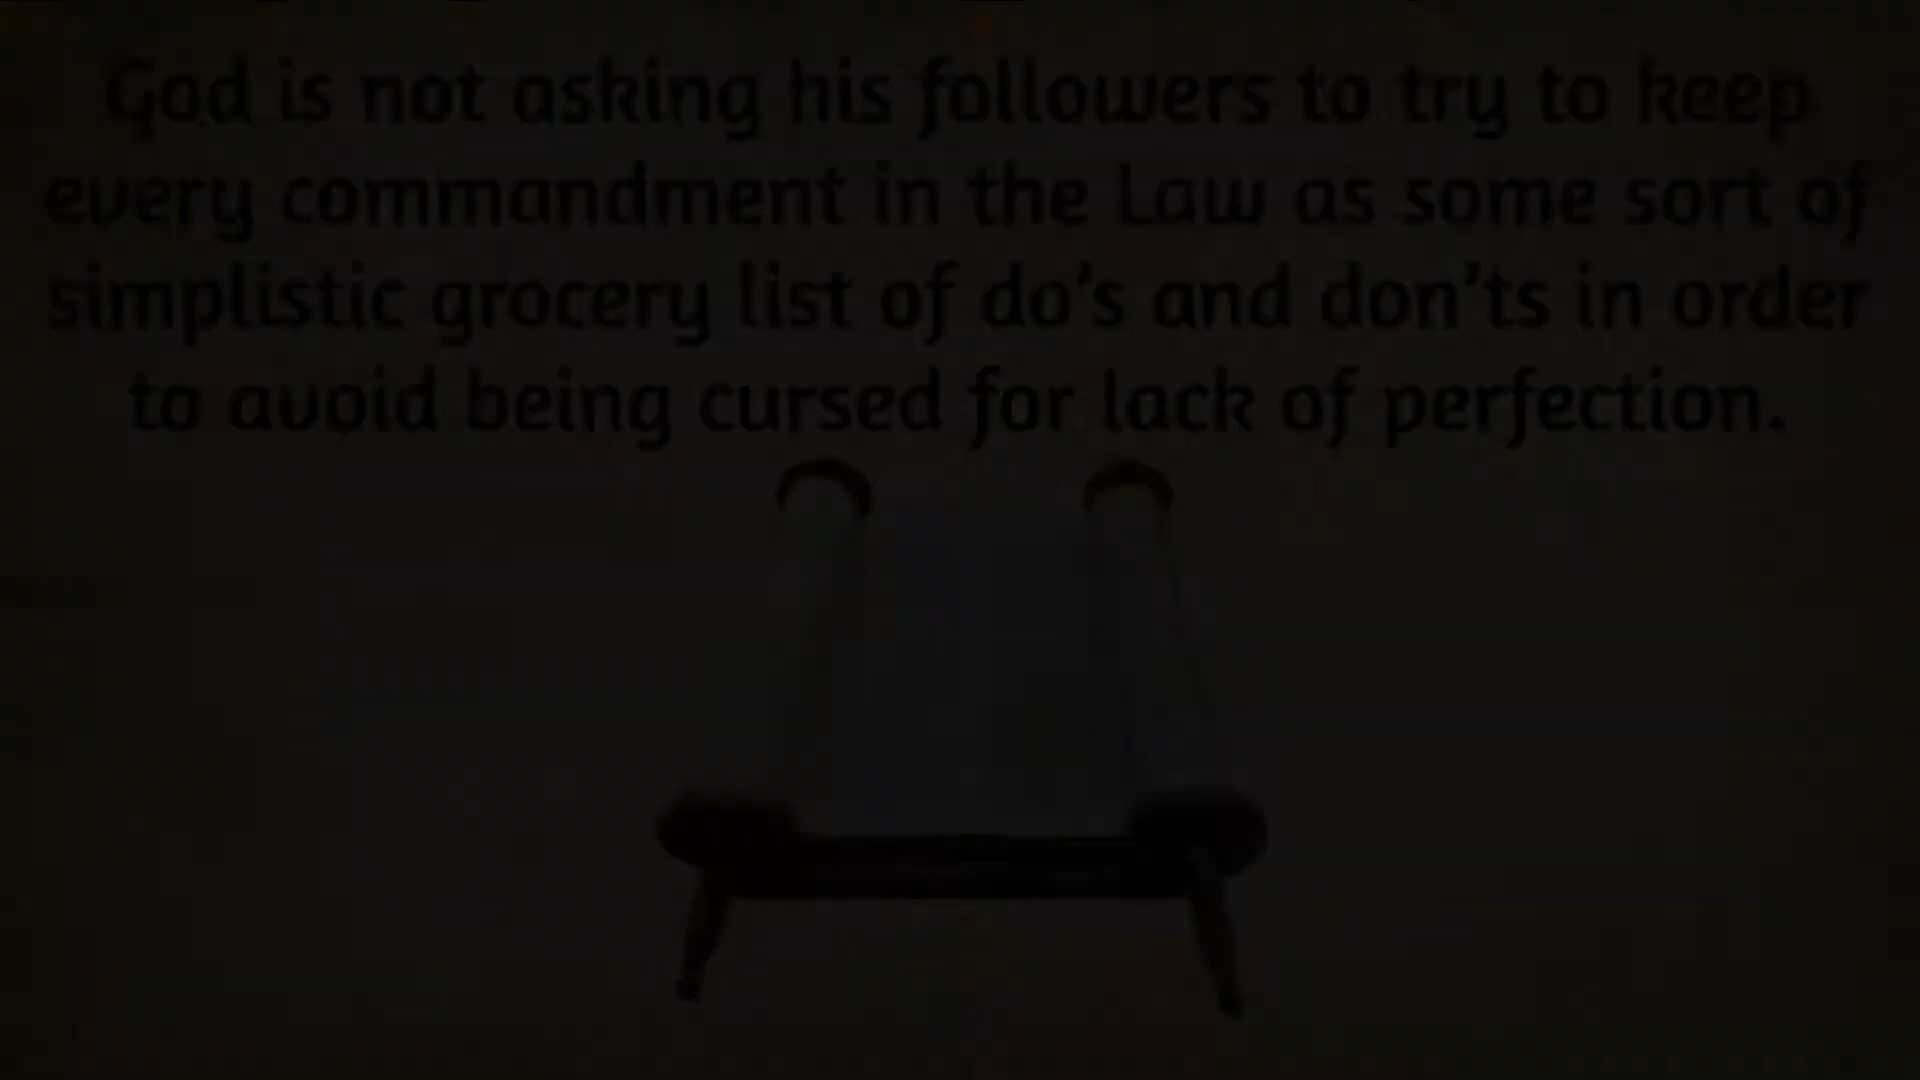 God is not asking his followers to try to keep
every commandment in the Law as some sort of
simplistic grocery list of do's and don'ts in order
to avoid being cursed for lack of perfection.